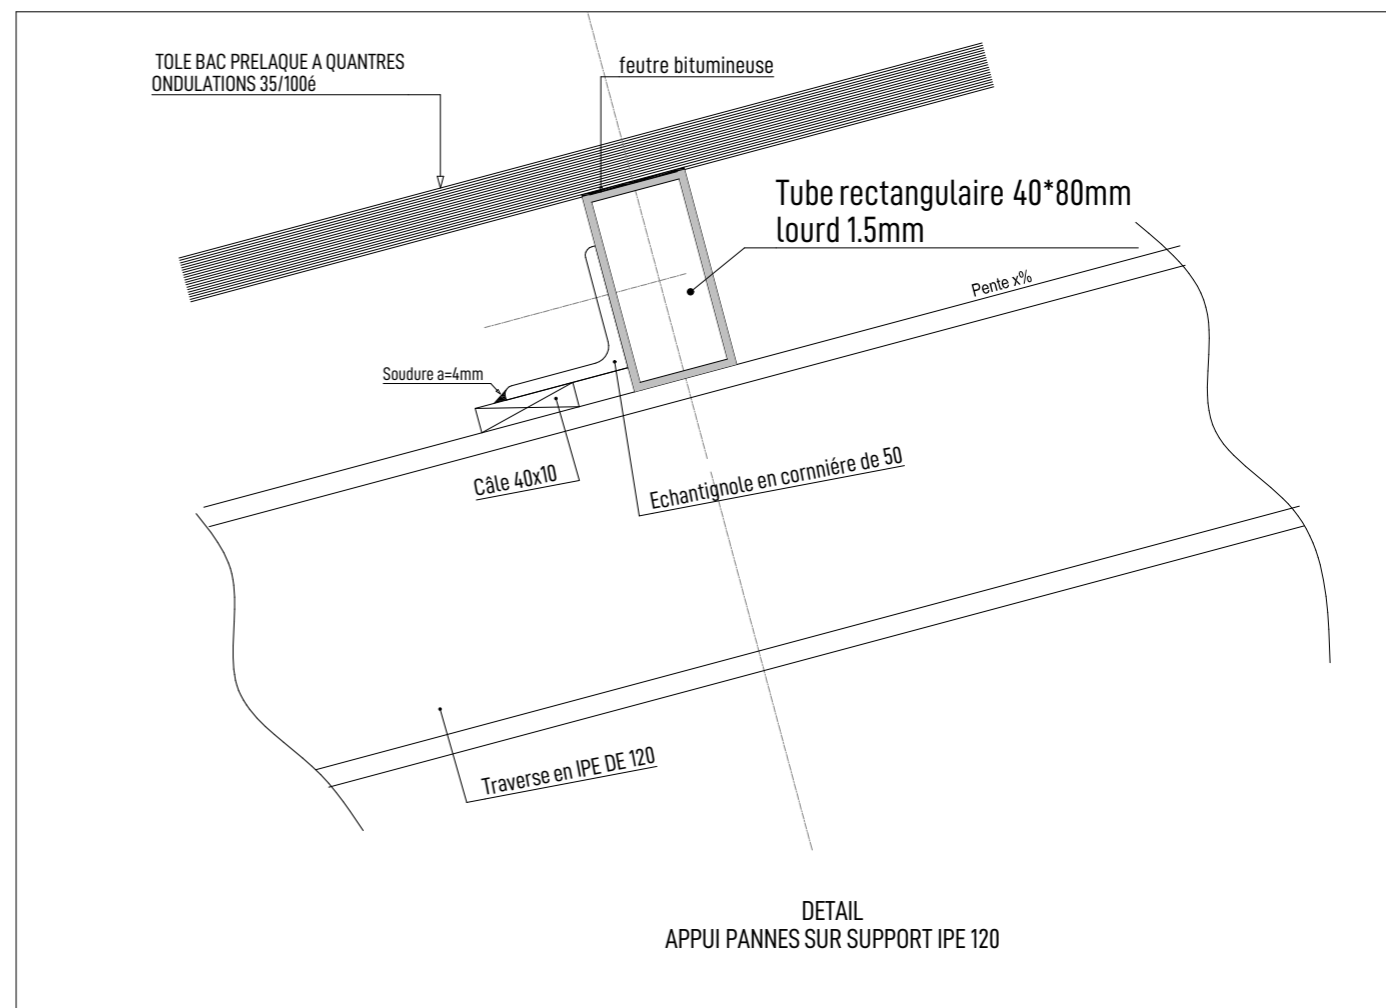 TOLE BAC PRELAQUE A QUANTRES
ONDULATIONS 35/100é
feutre bitumineuse
Tube rectangulaire 40*80mm
lourd 1.5mm
Pente x%
Soudure a=4mm
Câle 40x10
Echantignole en cornniére de 50
Traverse en IPE DE 120
DETAIL
APPUI PANNES SUR SUPPORT IPE 120